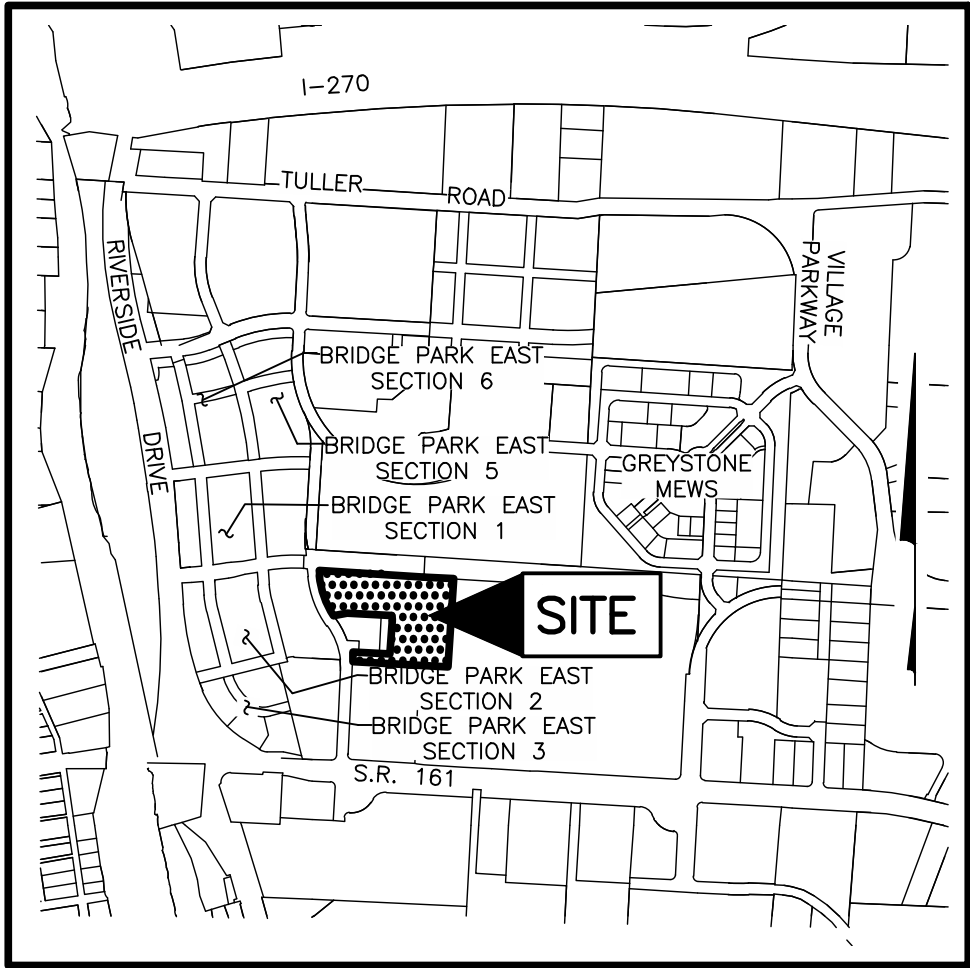 I-270
TULLER ROAD
RIVERSIDE
VILLAGE
PARKWAY
BRIDGE PARK EAST
SECTION 6
DRIVE
BRIDGE PARK EAST
SECTION 5
GREYSTONE
MEWS
BRIDGE PARK EAST
SECTION 1
SITE
BRIDGE PARK EAST
SECTION 2
BRIDGE PARK EAST
SECTION 3
S.R. 161